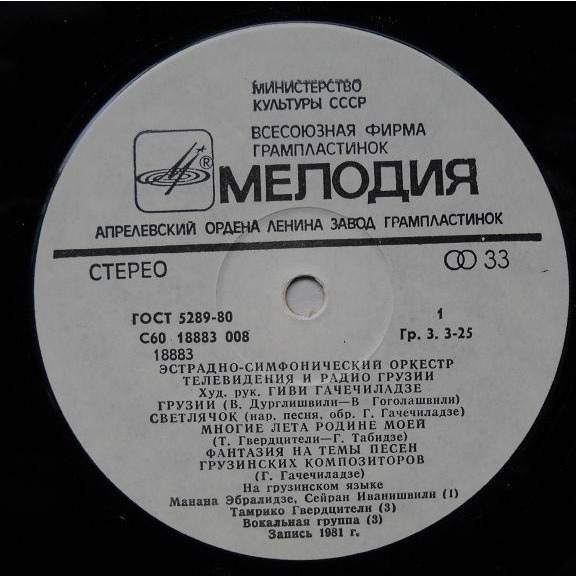 МИНИСТЕРСТВО
КУЛЬТУРЫ СССР
ВСЕСОЮЗНАЯ ФИРМА
ГРАМПЛАСТИНОК
®
МЕЛОДИЯ
АПРЕЛЕВСКИЙ ОРДЕНА ЛЕНИНА ЗАВОД ГРАМПЛАСТИНОК
СТЕРЕО
33
ГОСТ 5289-80
1
С60 18883 008
Гр. 3. 3-25
18883
ЭСТРАДНО-СИМФОНИЧЕСКИЙ ОРКЕСТР
ТЕЛЕВИДЕНИЯ И РАДИО ГРУЗИИ
Худ. рук. ГИВИ ГАЧЕЧИЛАДЗЕ
ГРУЗИИ (В. Дурглишвили—В Гоголашвили)
СВЕТЛЯЧОК (нар. песня, обр. Г. Гачечиладзе)
МНОГИЕ ЛЕТА РОДИНЕ МОЕЙ
(Т. Гвердцители—Г. Табидзе)
ФАНТАЗИЯ НА ТЕМЫ ПЕСЕН
ГРУЗИНСКИХ КОМПОЗИТОРОВ
(Г. Гачечиладзе)
На грузинском языке
Манана Эбралидзе, Сейран Иванишвили (1)
Тамрико Гвердцители (3)
Вокальная группа (3)
Запись 1981 г.